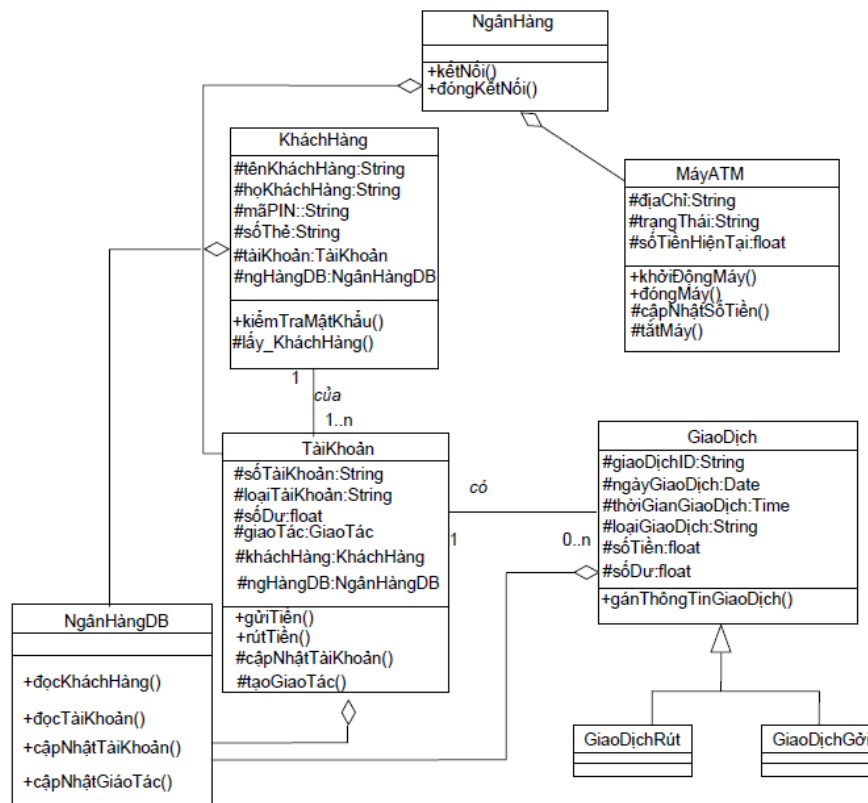 NgânHàng
+kếtNối()
+đóngKếtNối()
KháchHàng
#tênKháchHàng:String
#họKháchHàng:String
#mãPIN::String
#sốThẻ:String
#tàiKhoản:TàiKhoản
#ngHàngDB:NgânHàngDB
+kiểmTraMậtKhẩu()
#lấy_KháchHàng()
MáyATM
#địaChỉ:String
#trạngThái:String
#sốTiềnHiệnTại:float
+khởiĐộngMáy()
+đóngMáy()
#cậpNhậtSốTiền()
#tắtMáy()
1
của
1..n
TàiKhoản
#sốTàiKhoản:String
#loạiTàiKhoản:String
#sốDư:float
#giaoTác:GiaoTác
#kháchHàng:KháchHàng
#ngHàngDB:NgânHàngDB
+gửiTiền()
+rútTiền()
#cậpNhậtTàiKhoản()
#tạoGiaoTác()
có
1
0..n
GiaoDịch
#giaoDịchID:String
#ngàyGiaoDịch:Date
#thờiGianGiaoDịch:Time
#loạiGiaoDịch:String
#sốTiền:float
#sốDư:float
+gánThôngTinGiaoDịch()
NgânHàngDB
+đọcKháchHàng()
+đọcTàiKhoản()
+cậpNhậtTàiKhoản()
+cậpNhậtGiáoTác()
GiaoDịchRút
GiaoDịchGởi